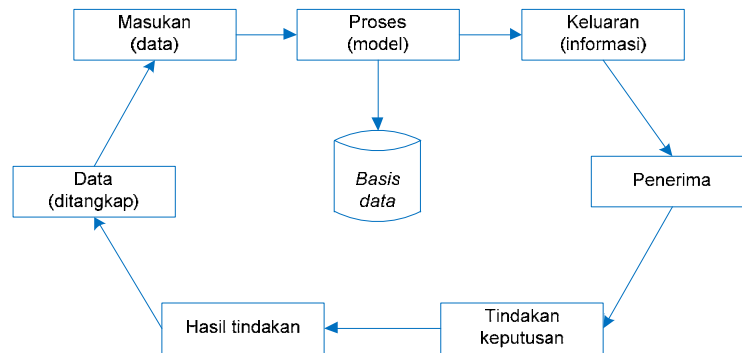 Masukan
(data)
Proses
(model)
Keluaran
(informasi)
Basis
data
Data
(ditangkap)
Penerima
Hasil tindakan
Tindakan
keputusan